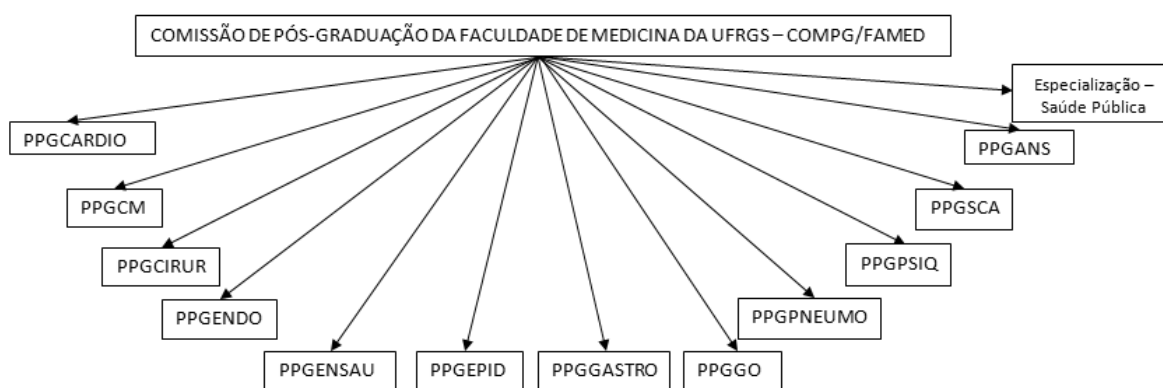 COMISSÃO DE PÓS-GRADUAÇÃO DA FACULDADE DE MEDICINA DA UFRGS – COMPG/FAMED
Especialização –
Saúde Pública
PPGCARDIO
PPGANS
PPGCM
PPGSCA
PPGCIRUR
PPGPSIQ
PPGENDO
PPGPNEUMO
PPGENSAU
PPGEPID
PPGGASTRO
PPGGO